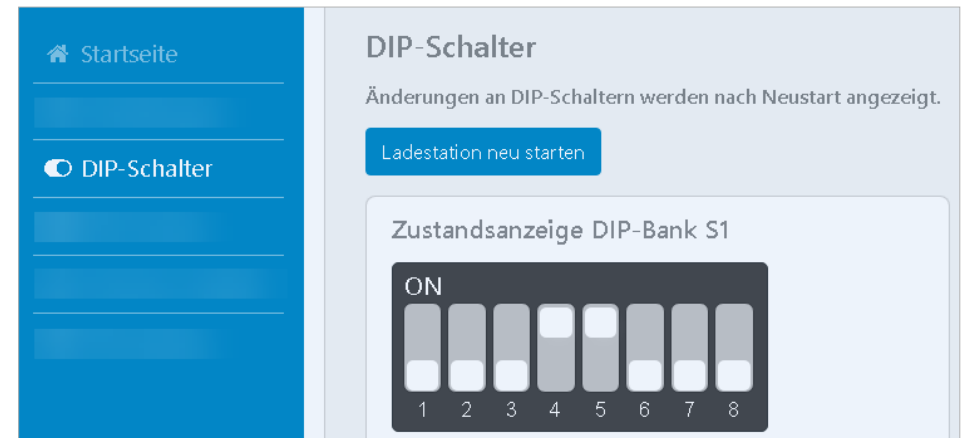 Startseite
DIP-Schalter
DIP-Schalter
Änderungen an DIP-Schaltern werden nach Neustart angezeigt.
Ladestation neu starten
Zustandsanzeige DIP-Bank S1
ON
1 2 3 4 5 6 7 8